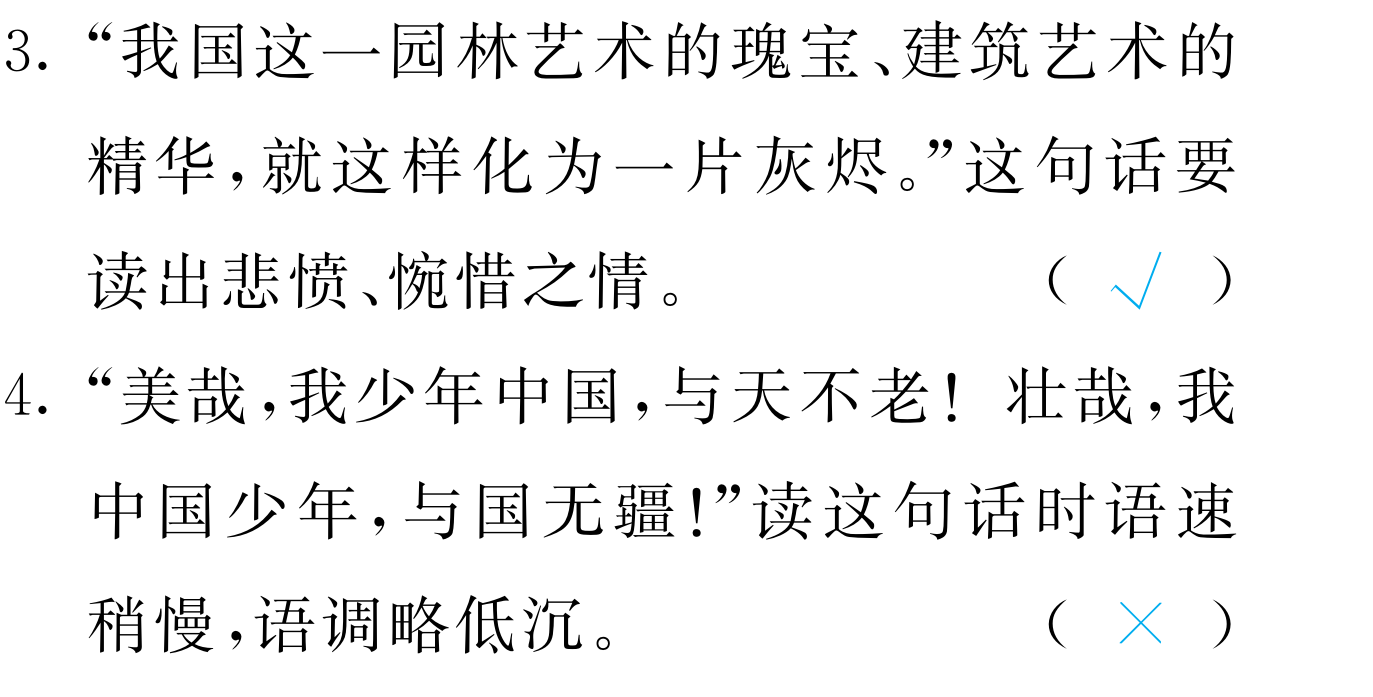 3. “我国这一园林艺术的瑰宝、建筑艺术的
精华，就这样化为一片灰烬。”这句话要
读出悲愤、惋惜之情。 （ √ ）
4. “美哉，我少年中国，与天不老！壮哉，我
中国少年，与国无疆！”读这句话时语速
稍慢，语调略低沉。 （ × ）